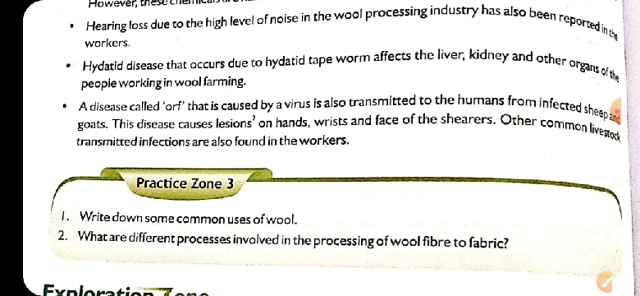 However, these chemicals
• Hearing loss due to the high level of noise in the wool processing industry has also been reported in the
workers.
• Hydatid disease that occurs due to hydatid tape worm affects the liver, kidney and other organs of the
people working in wool farming.
• A disease called 'orf' that is caused by a virus is also transmitted to the humans from infected sheep and
goats. This disease causes lesions² on hands, wrists and face of the shearers. Other common livestock
transmitted infections are also found in the workers.
Practice Zone 3
1. Write down some common uses of wool.
2. What are different processes involved in the processing of wool fibre to fabric?
Exploration Zone